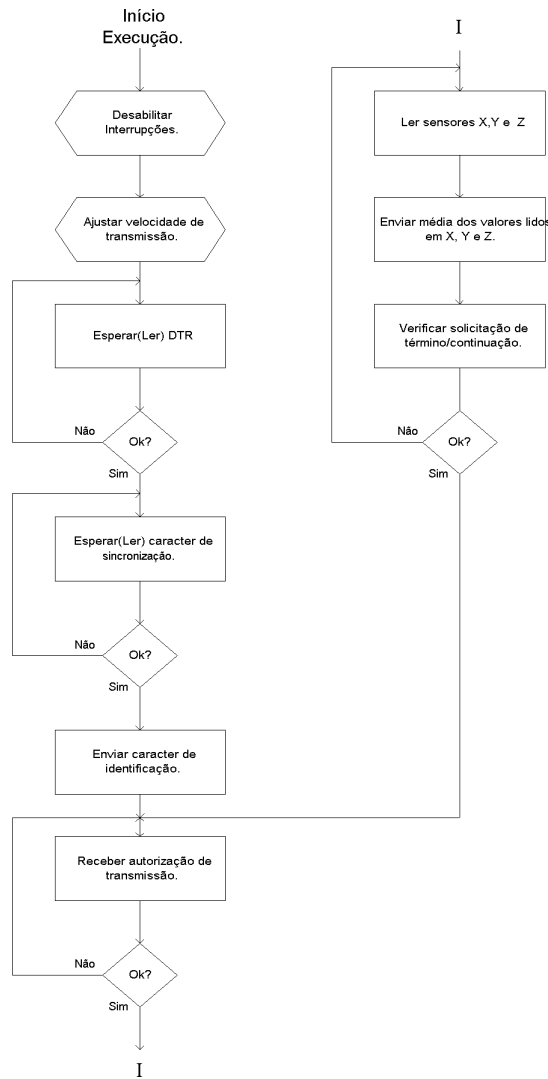 Início
Execução.
Desabilitar
Interrupções.
Ajustar velocidade de
transmissão.
Esperar(Ler) DTR
Não
Ok?
Sim
Esperar(Ler) caracter de
sincronização.
Não
Ok?
Sim
Enviar caracter de
identificação.
Receber autorização de
transmissão.
Não
Ok?
Sim
I
I
Ler sensores X,Y e Z
Enviar média dos valores lidos
em X, Y e Z.
Verificar solicitação de
término/continuação.
Não
Ok?
Sim